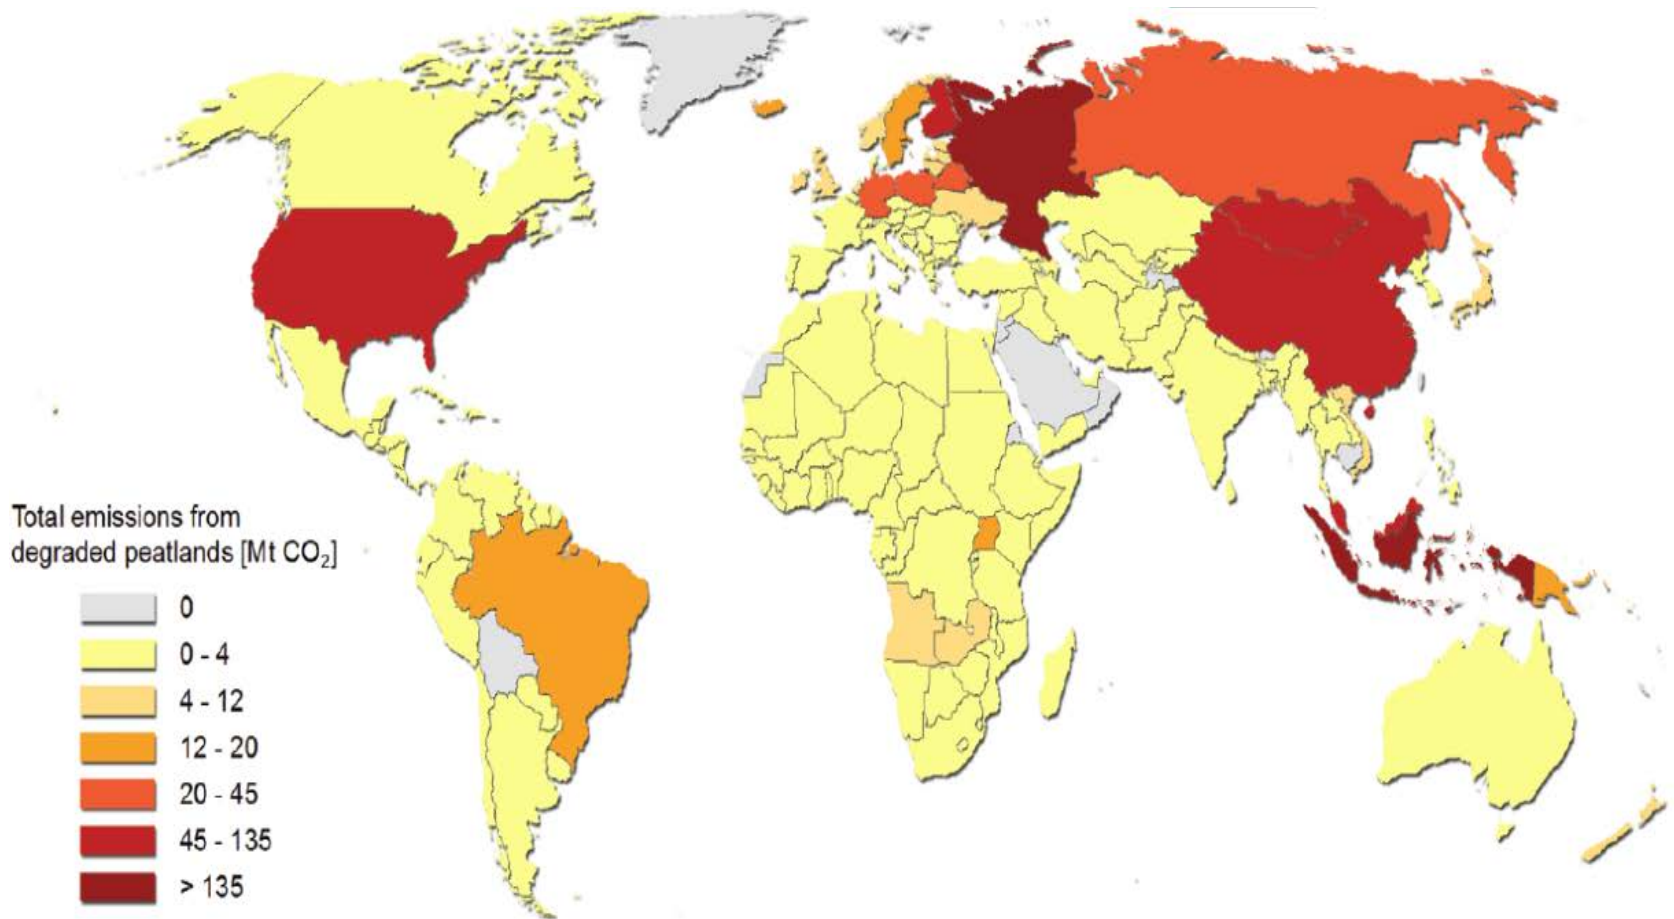 Total emissions from
degraded peatlands [Mt CO₂]
0
0 - 4
4 - 12
12 - 20
20 - 45
45 - 135
> 135